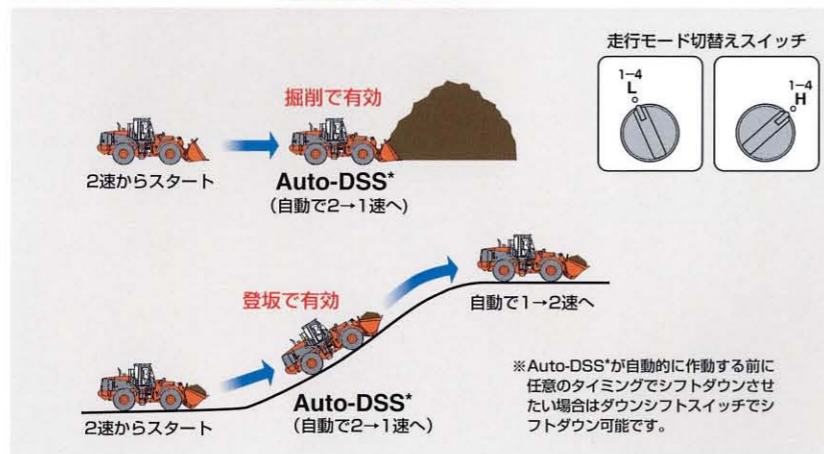 走行モード切替えスイッチ
1−4
L
1−4
H
掘削で有効
2速からスタート
Auto-DSS*
(自動で2→1速へ)
登坂で有効
自動で1→2速へ
2速からスタート
Auto-DSS*
(自動で2→1速へ)
※Auto-DSS*が自動的に作動する前に
任意のタイミングでシフトダウンさせ
たい場合はダウンシフトスイッチでシ
フトダウン可能です。